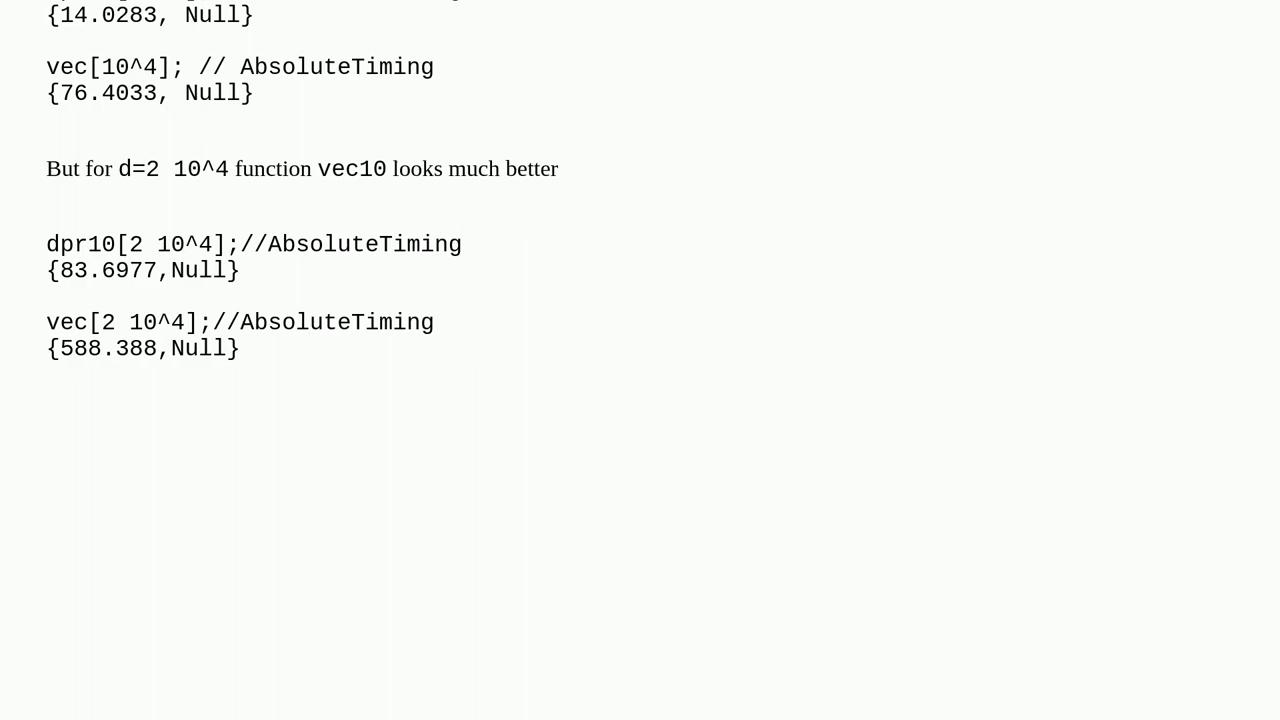 {14.0283, Null}
vec[10^4]; // AbsoluteTiming
{76.4033, Null}
But for d=2 10^4 function vec10 looks much better
dpr10[2 10^4];//AbsoluteTiming
{83.6977,Null}
vec[2 10^4];//AbsoluteTiming
{588.388,Null}